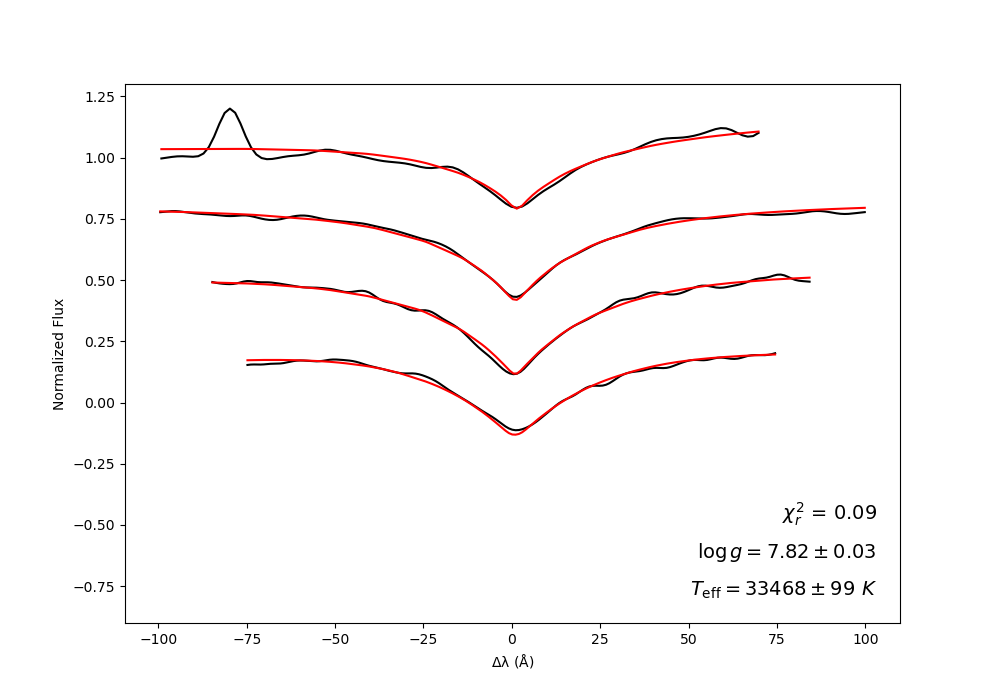 1.25
1.00
0.75
0.50
0.25
0.00
−0.25
−0.50
−0.75
Normalized Flux
χ²ᵣ = 0.09
log g = 7.82 ± 0.03
T_eff = 33468 ± 99 K
−100 −75 −50 −25 0 25 50 75 100
Δλ (Å)